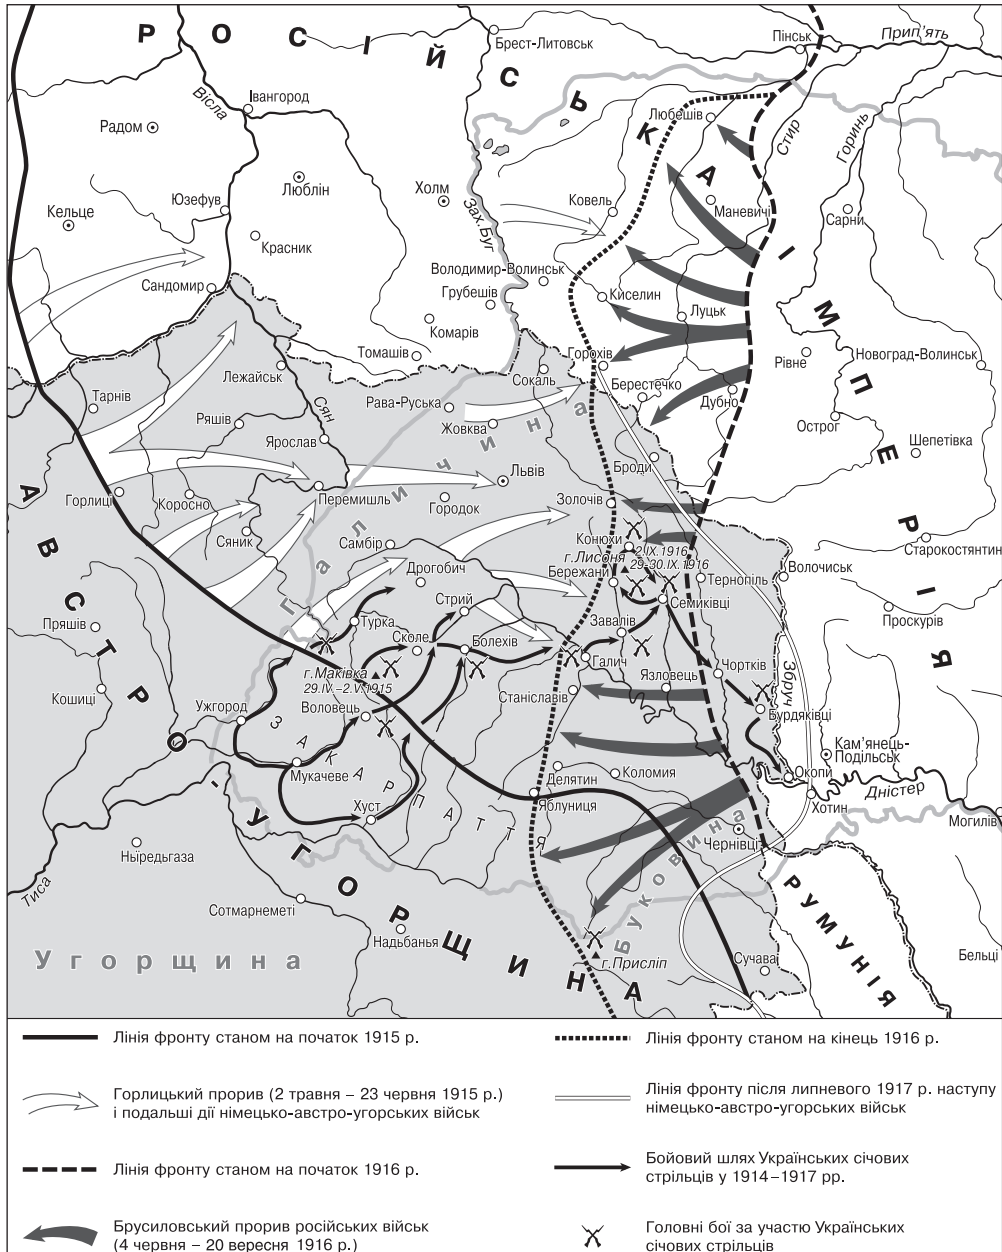 РОСІЙСЬКА ІМПЕРІЯ
Брест-Литовськ
Пінськ
Прип'ять
Вісла
Івангород
Радом
Любешів
Стир
Горинь
Юзефув
Люблін
Холм
Зах.Буг
Ковель
Маневичі
Сарни
Кельце
Красник
Володимир-Волинськ
Сандомир
Грубешів
Киселин
Луцьк
Комарів
Томашів
Горохів
Рівне
Новоград-Волинськ
Лежайськ
Сокаль
Берестечко
Дубно
Тарнів
Сян
Рава-Руська
Ряшів
Жовква
Острог
Ярослав
Шепетівка
Галичина
Броди
Львів
Горлиці
Коросно
Перемишль
Городок
Золочів
Сяник
Самбір
Конюхи
2.IX.1916
г.Лисоня
29-30.IX.1916
Старокостянтин
Дрогобич
Бережани
Тернопіль
Волочиськ
Стрий
Семиківці
АВСТРО-УГОРЩИНА
Пряшів
Турка
Сколе
Болехів
Завалів
Проскурів
г.Маківка
29.IV.–2.V.1915
Галич
Язловець
Чортків
Збруч
Кошиці
Станіславів
Ужгород
Воловець
Бурдяківці
ЗАКАРПАТТЯ
Кам'янець-
Подільськ
Мукачеве
Делятин
Коломия
Окопи
Дністер
Хуст
Яблуниця
Хотин
Могилів
Чернівці
Ньіредьгаза
Буковина
Тиса
РУМУНІЯ
Сотмарнеметі
Надьбанья
Угорщина
г.Присліп
Сучава
Бельці
Лінія фронту станом на початок 1915 р.
Горлицький прорив (2 травня – 23 червня 1915 р.)
і подальші дії німецько-австро-угорських військ
Лінія фронту станом на початок 1916 р.
Брусиловський прорив російських військ
(4 червня – 20 вересня 1916 р.)
Лінія фронту станом на кінець 1916 р.
Лінія фронту після липневого 1917 р. наступу
німецько-австро-угорських військ
Бойовий шлях Українських січових
стрільців у 1914–1917 рр.
Головні бої за участю Українських
січових стрільців